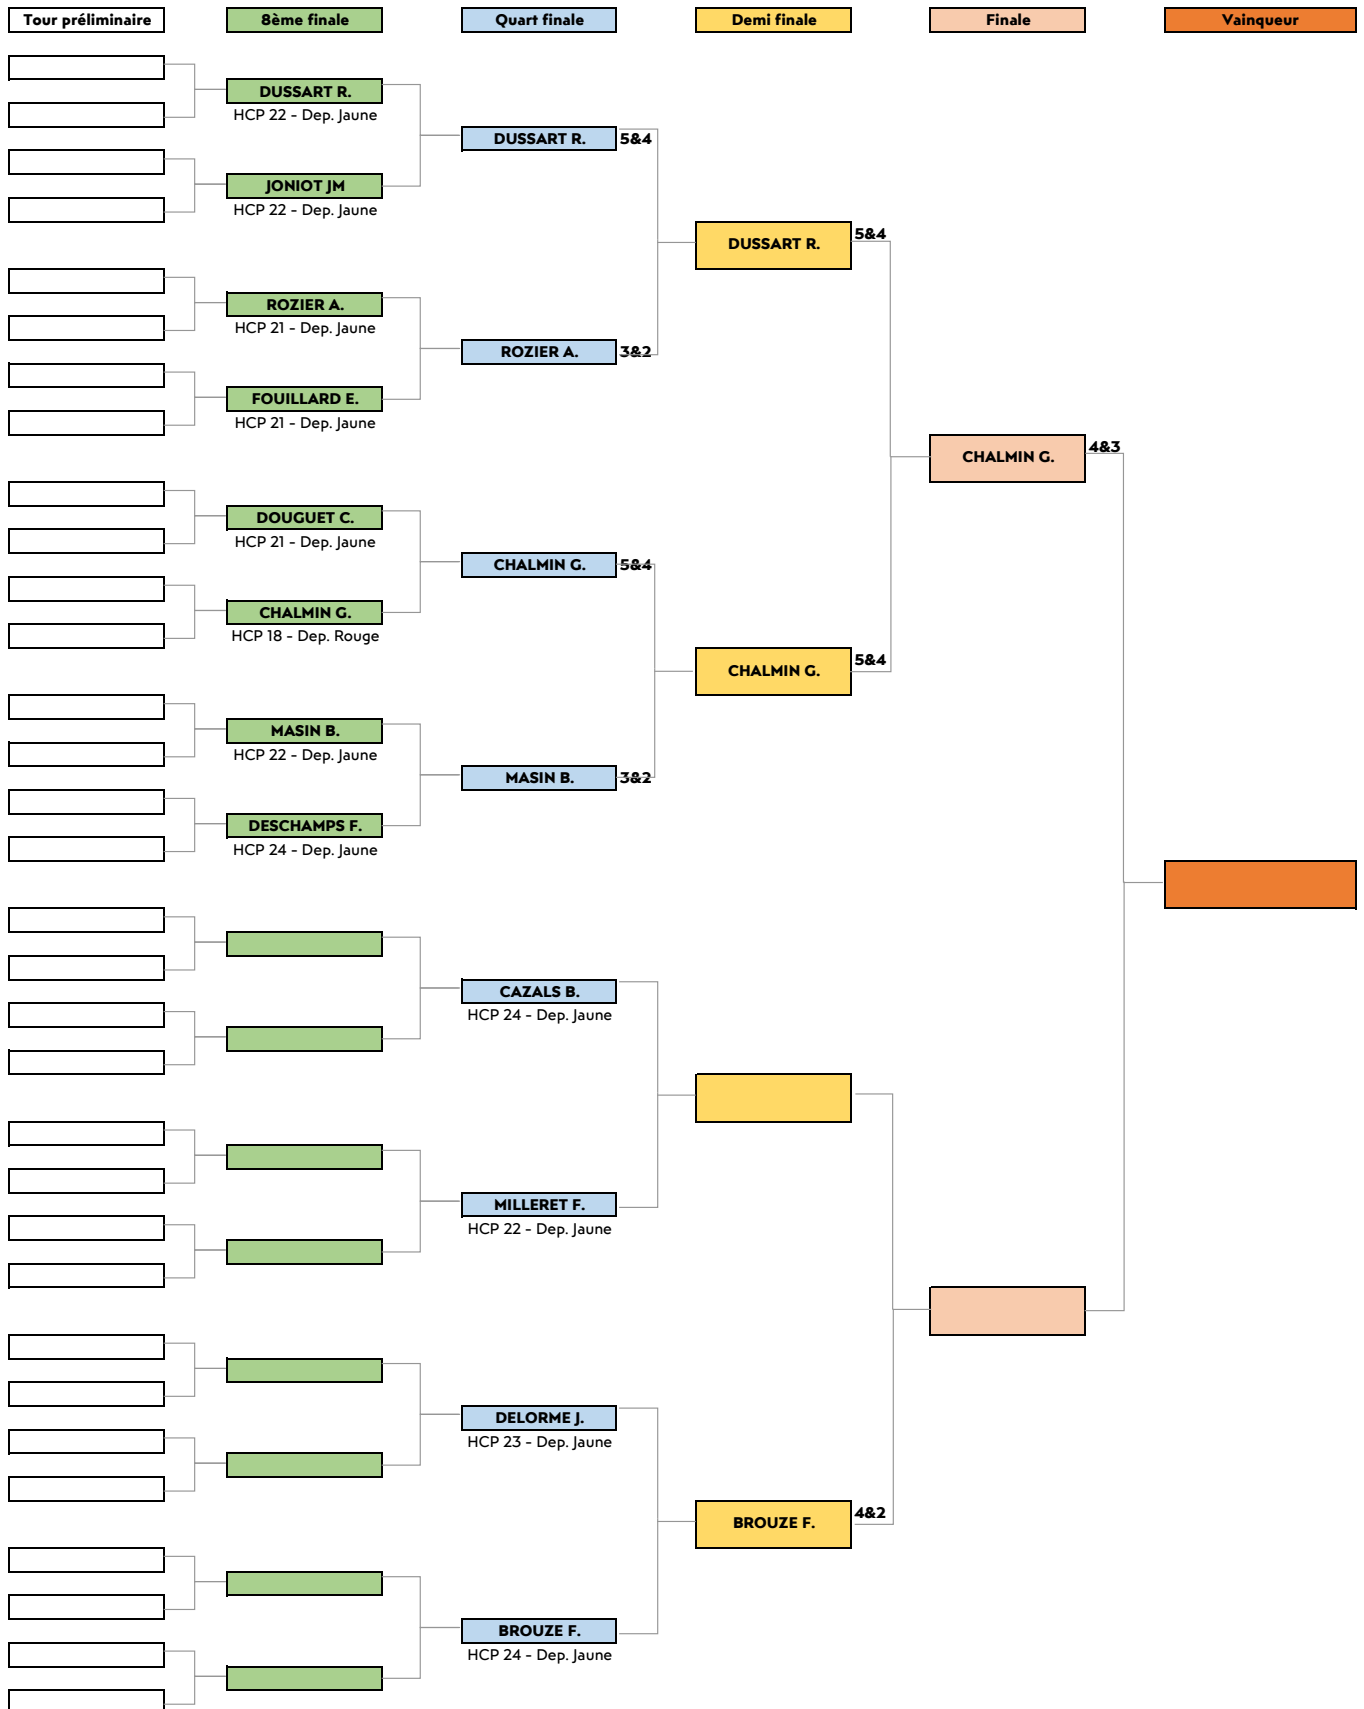 Tour préliminaire
8ème finale
Quart finale
Demi finale
Finale
Vainqueur
DUSSART R.
HCP 22 - Dep. Jaune
DUSSART R.
5&4
JONIOT JM
HCP 22 - Dep. Jaune
DUSSART R.
5&4
ROZIER A.
HCP 21 - Dep. Jaune
ROZIER A.
3&2
FOUILLARD E.
HCP 21 - Dep. Jaune
CHALMIN G.
4&3
DOUGUET C.
HCP 21 - Dep. Jaune
CHALMIN G.
5&4
CHALMIN G.
HCP 18 - Dep. Rouge
CHALMIN G.
5&4
MASIN B.
HCP 22 - Dep. Jaune
MASIN B.
3&2
DESCHAMPS F.
HCP 24 - Dep. Jaune
CAZALS B.
HCP 24 - Dep. Jaune
MILLERET F.
HCP 22 - Dep. Jaune
DELORME J.
HCP 23 - Dep. Jaune
BROUZE F.
4&2
BROUZE F.
HCP 24 - Dep. Jaune